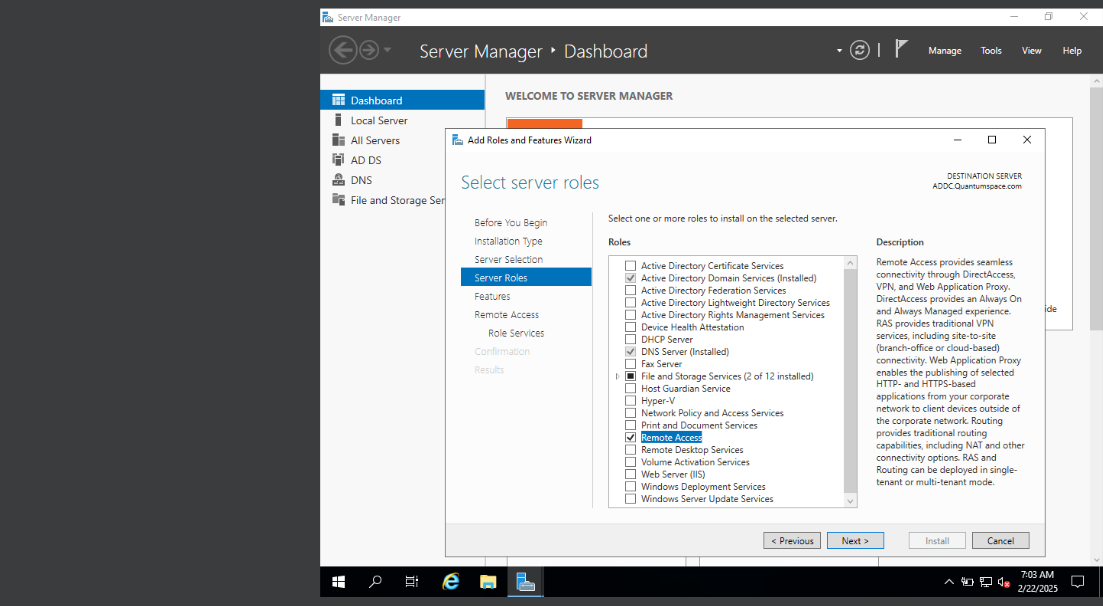 Server Manager
Server Manager ‣ Dashboard
Manage Tools View Help
Dashboard
Local Server
All Servers
AD DS
DNS
File and Storage Ser
WELCOME TO SERVER MANAGER
Add Roles and Features Wizard
Select server roles
DESTINATION SERVER
ADDC.Quantumspace.com
Before You Begin
Installation Type
Server Selection
Server Roles
Features
Remote Access
Role Services
Confirmation
Results
Select one or more roles to install on the selected server.
Roles
Active Directory Certificate Services
Active Directory Domain Services (Installed)
Active Directory Federation Services
Active Directory Lightweight Directory Services
Active Directory Rights Management Services
Device Health Attestation
DHCP Server
DNS Server (Installed)
Fax Server
File and Storage Services (2 of 12 installed)
Host Guardian Service
Hyper-V
Network Policy and Access Services
Print and Document Services
Remote Access
Remote Desktop Services
Volume Activation Services
Web Server (IIS)
Windows Deployment Services
Windows Server Update Services
Description
Remote Access provides seamless
connectivity through DirectAccess,
VPN, and Web Application Proxy.
DirectAccess provides an Always On
and Always Managed experience.
RAS provides traditional VPN
services, including site-to-site
(branch-office or cloud-based)
connectivity. Web Application Proxy
enables the publishing of selected
HTTP- and HTTPS-based
applications from your corporate
network to client devices outside of
the corporate network. Routing
provides traditional routing
capabilities, including NAT and other
connectivity options. RAS and
Routing can be deployed in single-
tenant or multi-tenant mode.
ide
< Previous Next > Install Cancel
7:03 AM
2/22/2025